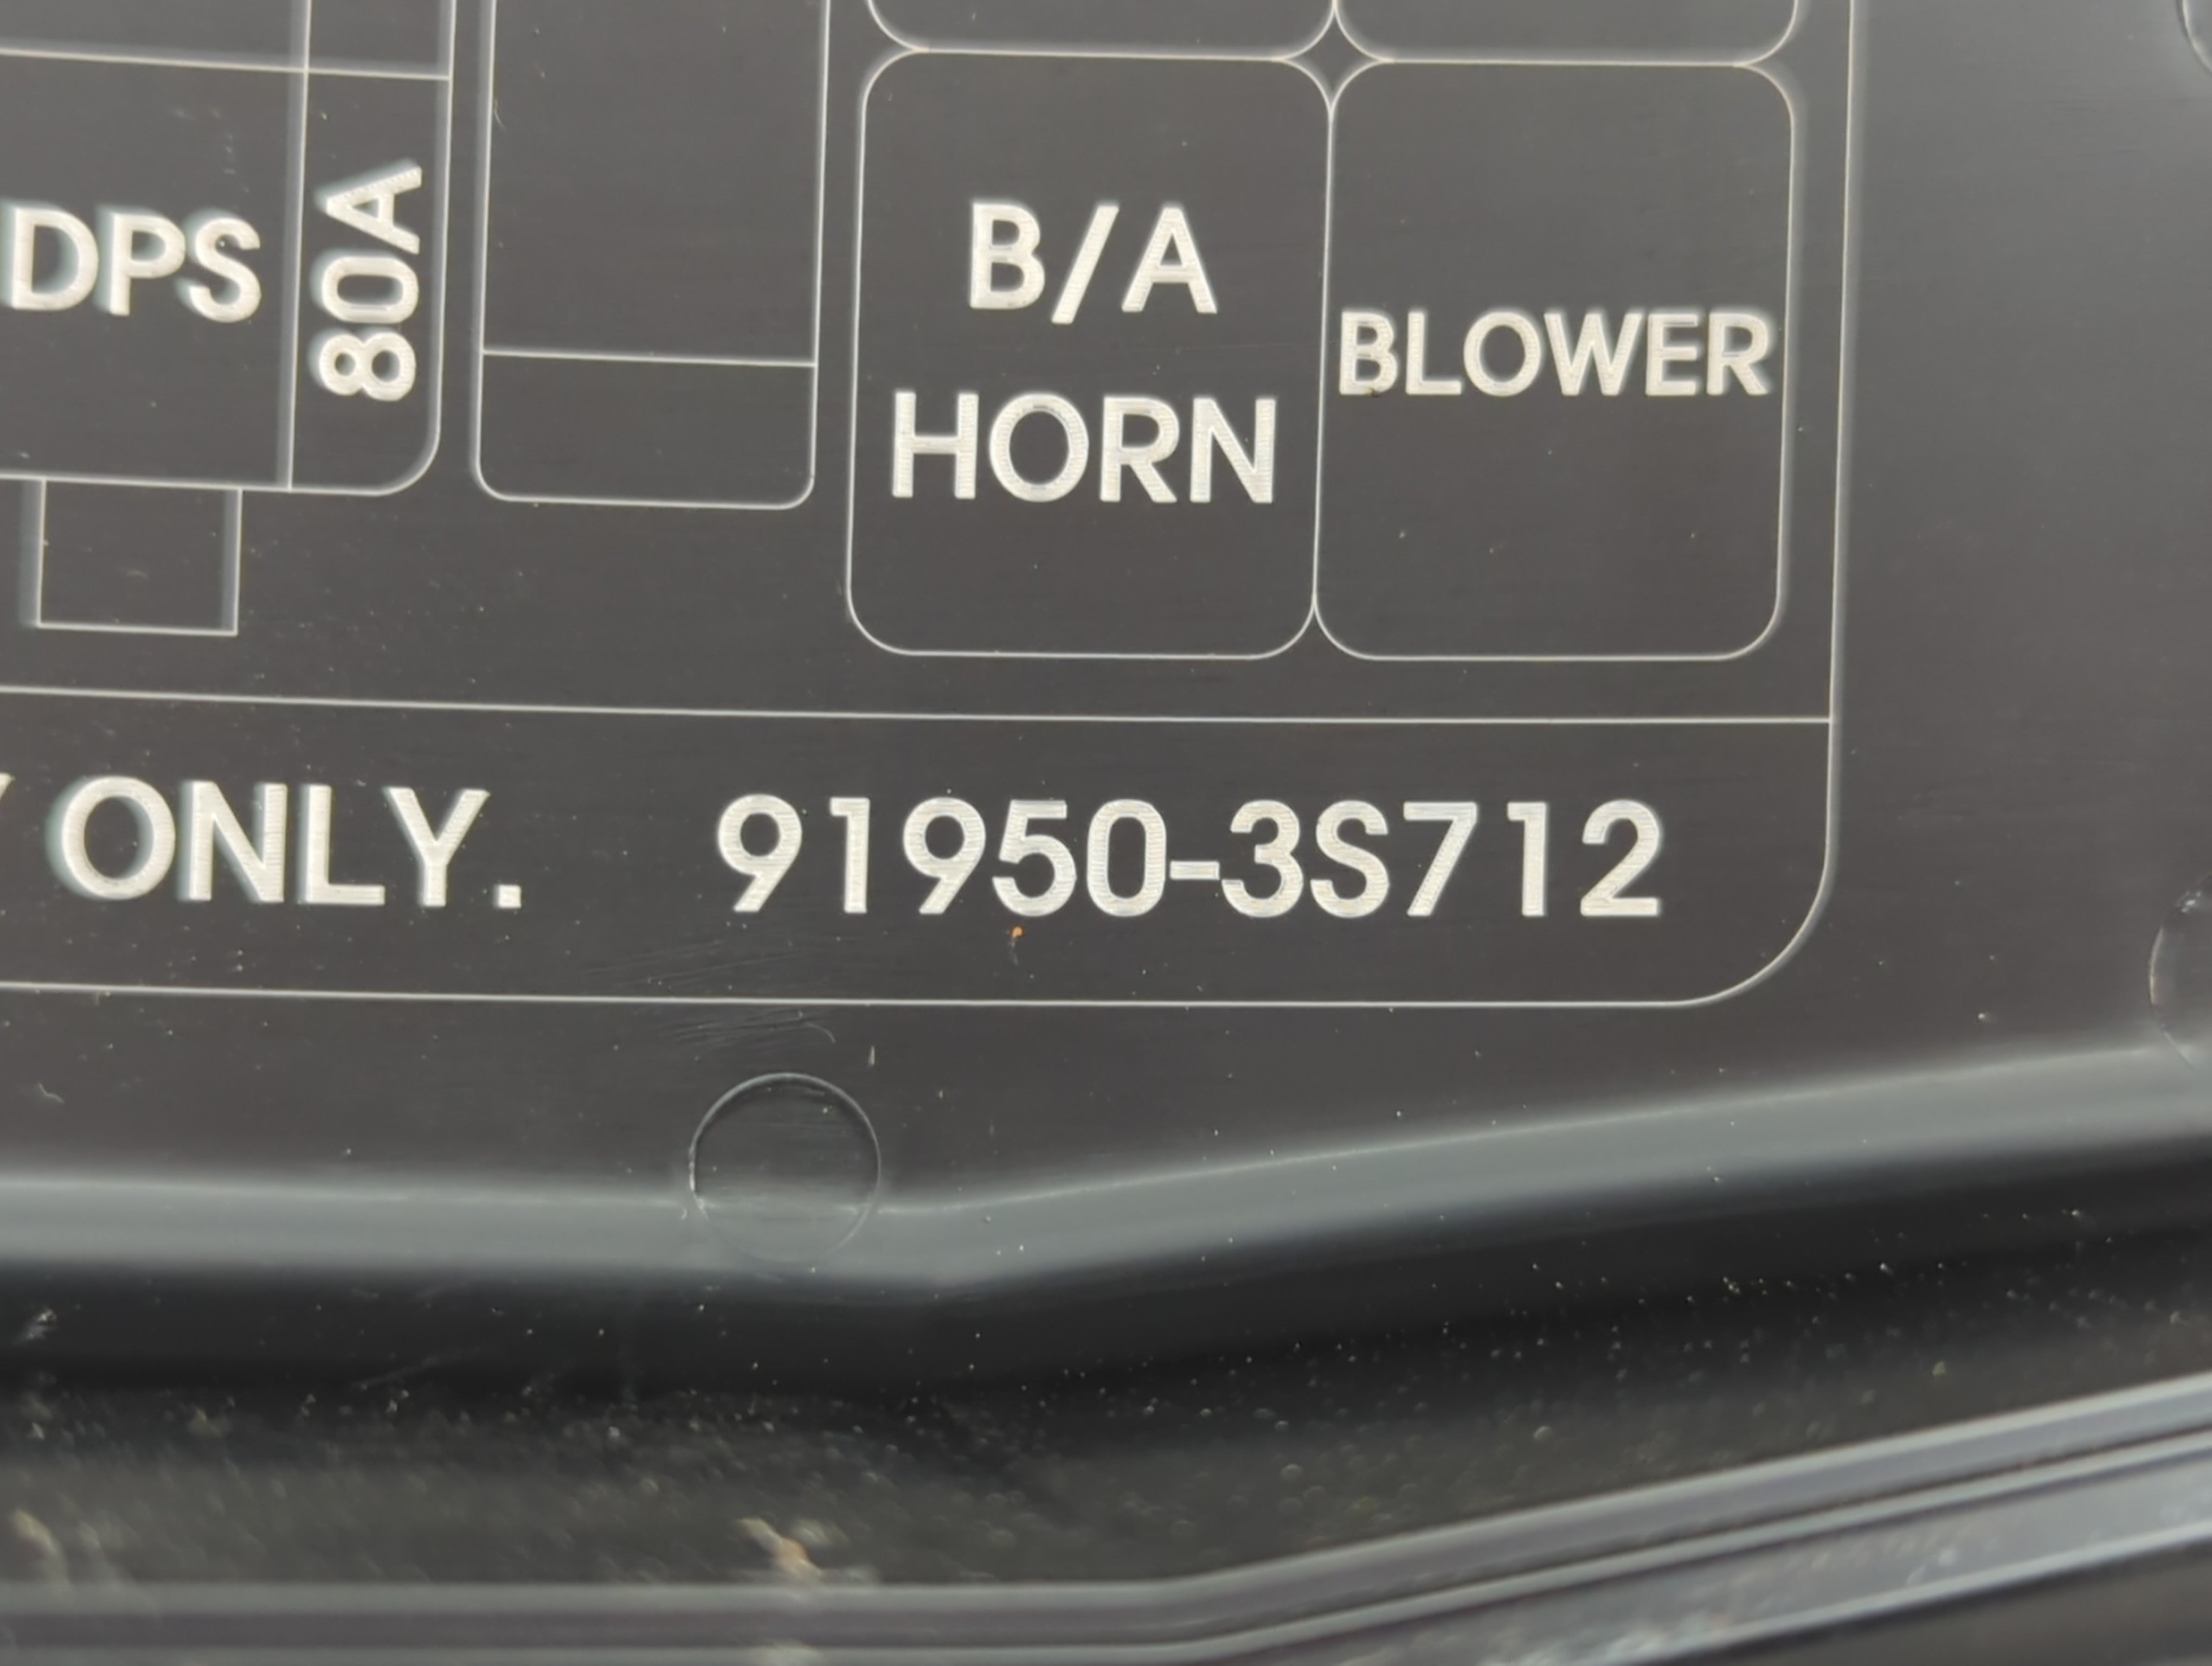 DPS
80A
B/A
HORN
BLOWER
ONLY. 91950-3S712